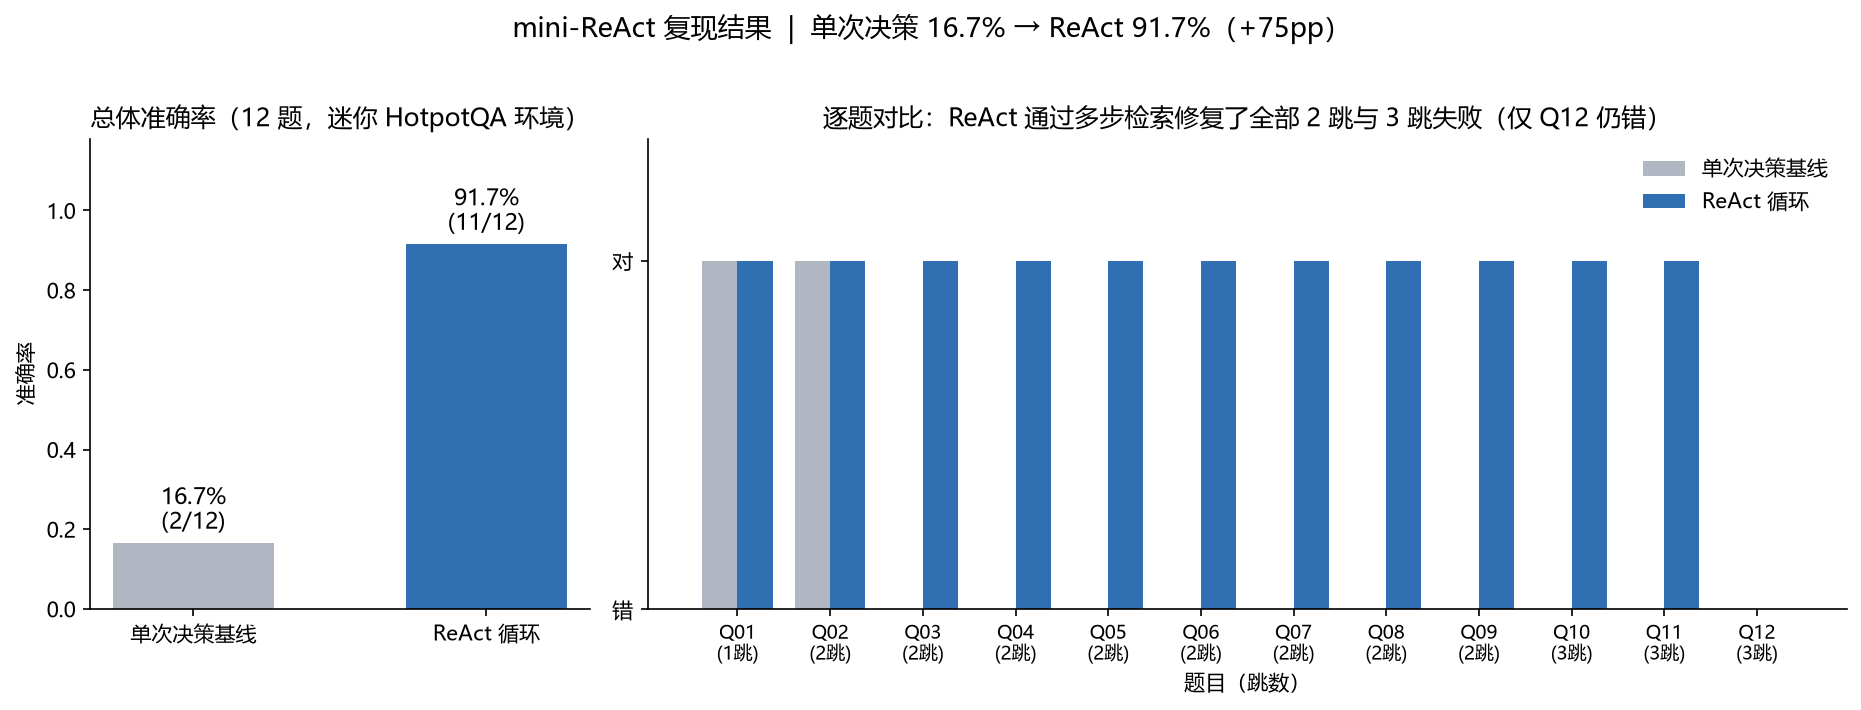 mini-ReAct 复现结果 | 单次决策 16.7% → ReAct 91.7%（+75pp）
总体准确率（12 题，迷你 HotpotQA 环境）
准确率
1.0
0.8
0.6
0.4
0.2
0.0
91.7%
(11/12)
16.7%
(2/12)
单次决策基线
ReAct 循环
逐题对比：ReAct 通过多步检索修复了全部 2 跳与 3 跳失败（仅 Q12 仍错）
单次决策基线
ReAct 循环
对
错
Q01 Q02 Q03 Q04 Q05 Q06 Q07 Q08 Q09 Q10 Q11 Q12
(1跳) (2跳) (2跳) (2跳) (2跳) (2跳) (2跳) (2跳) (2跳) (3跳) (3跳) (3跳)
题目（跳数）